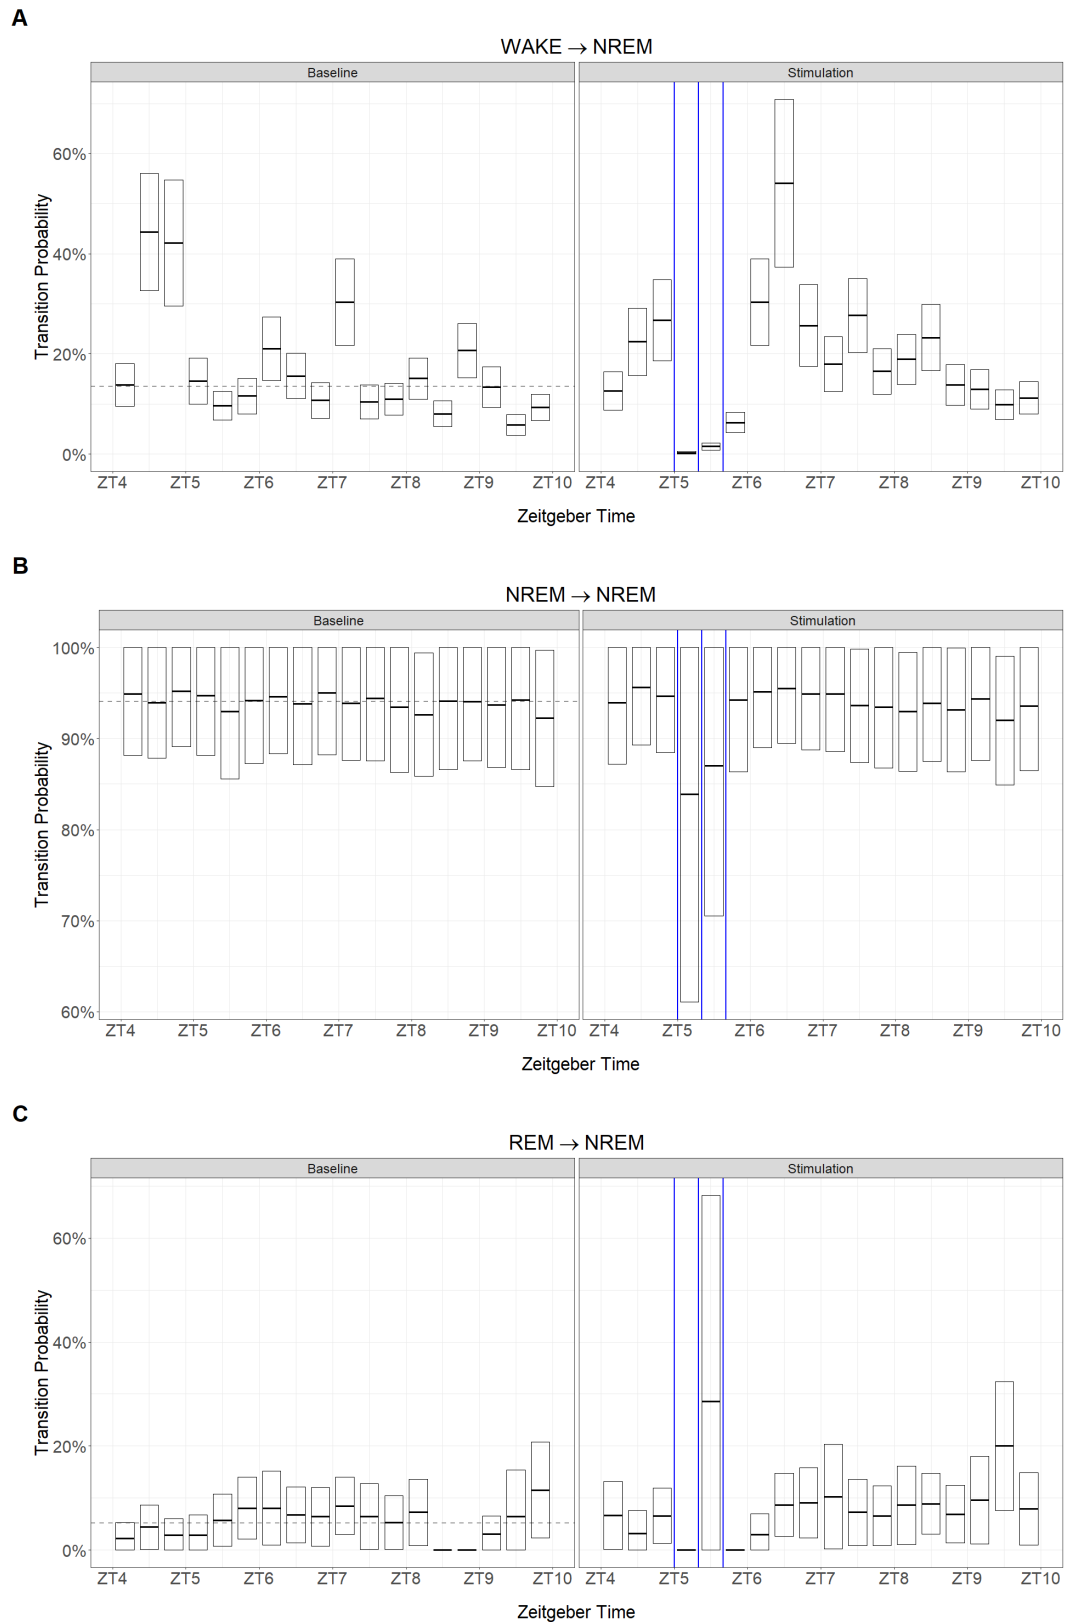 A
WAKE → NREM
Baseline
Stimulation
Transition Probability
60%
40%
20%
0%
ZT4 ZT5 ZT6 ZT7 ZT8 ZT9 ZT10
ZT4 ZT5 ZT6 ZT7 ZT8 ZT9 ZT10
Zeitgeber Time
B
NREM → NREM
Baseline
Stimulation
Transition Probability
100%
90%
80%
70%
60%
ZT4 ZT5 ZT6 ZT7 ZT8 ZT9 ZT10
ZT4 ZT5 ZT6 ZT7 ZT8 ZT9 ZT10
Zeitgeber Time
C
REM → NREM
Baseline
Stimulation
Transition Probability
60%
40%
20%
0%
ZT4 ZT5 ZT6 ZT7 ZT8 ZT9 ZT10
ZT4 ZT5 ZT6 ZT7 ZT8 ZT9 ZT10
Zeitgeber Time